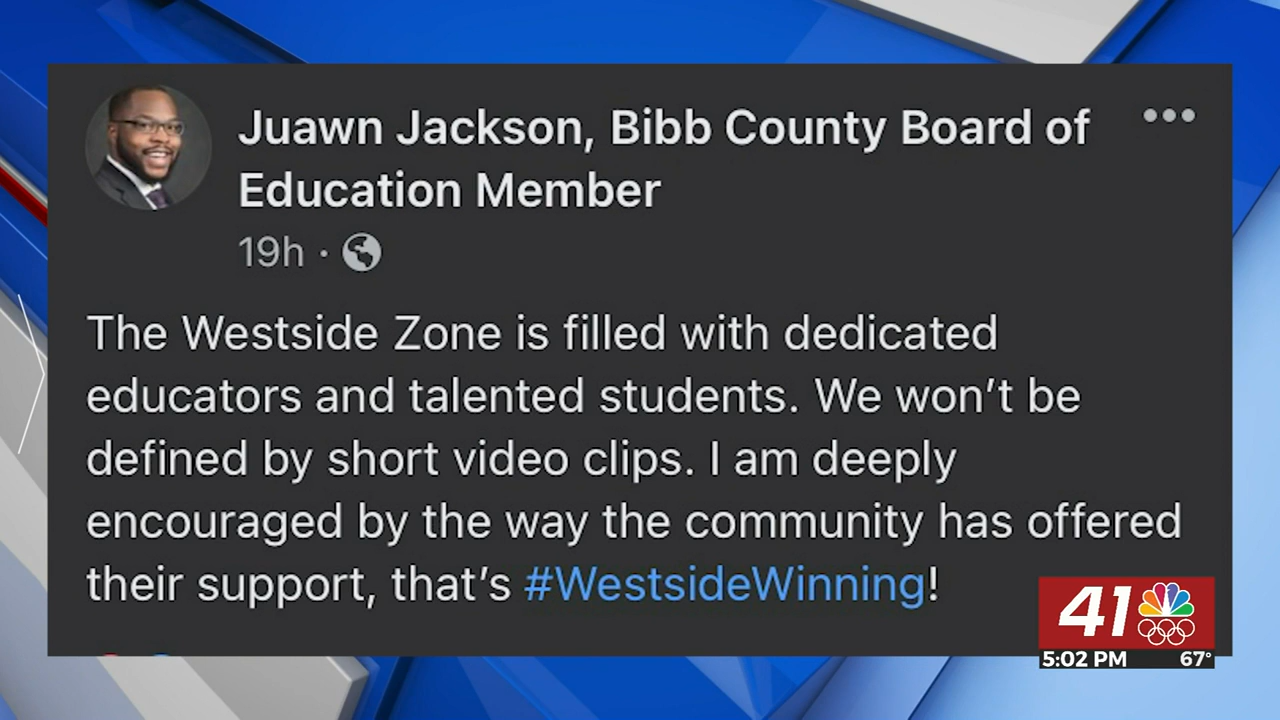 Juawn Jackson, Bibb County Board of
Education Member
19h ·
The Westside Zone is filled with dedicated
educators and talented students. We won’t be
defined by short video clips. I am deeply
encouraged by the way the community has offered
their support, that’s #WestsideWinning!
41
5:02 PM 67°